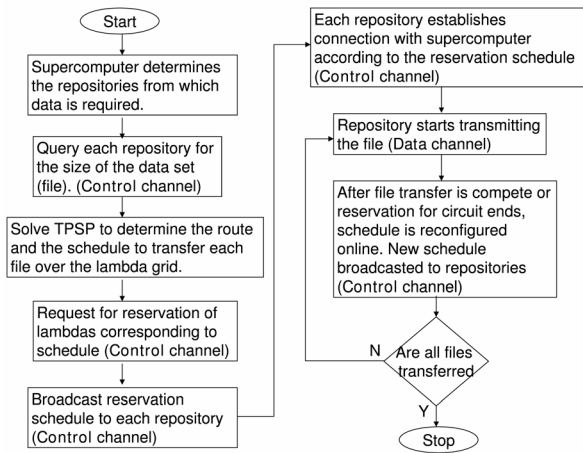 Start
Supercomputer determines
the repositories from which
data is required.
Query each repository for
the size of the data set
(file). (Control channel)
Solve TPSP to determine the route
and the schedule to transfer each
file over the lambda grid.
Request for reservation of
lambdas corresponding to
schedule (Control channel)
Broadcast reservation
schedule to each repository
(Control channel)
Each repository establishes
connection with supercomputer
according to the reservation schedule
(Control channel)
Repository starts transmitting
the file (Data channel)
After file transfer is compete or
reservation for circuit ends,
schedule is reconfigured
online. New schedule
broadcasted to repositories
(Control channel)
N
Are all files
transferred
Y
Stop